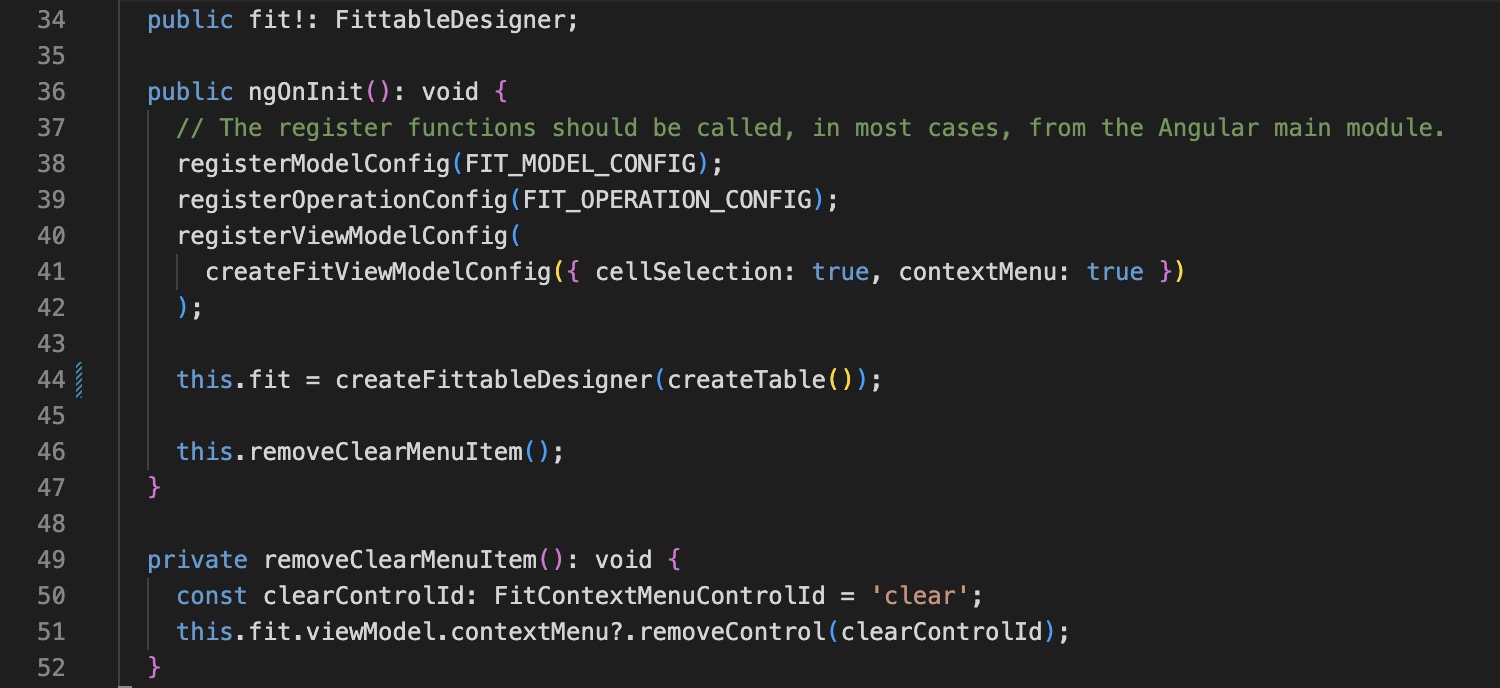 34 public fit!: FittableDesigner;
35
36 public ngOnInit(): void {
37 // The register functions should be called, in most cases, from the Angular main module.
38 registerModelConfig(FIT_MODEL_CONFIG);
39 registerOperationConfig(FIT_OPERATION_CONFIG);
40 registerViewModelConfig(
41 createFitViewModelConfig({ cellSelection: true, contextMenu: true })
42 );
43
44 this.fit = createFittableDesigner(createTable());
45
46 this.removeClearMenuItem();
47 }
48
49 private removeClearMenuItem(): void {
50 const clearControlId: FitContextMenuControlId = 'clear';
51 this.fit.viewModel.contextMenu?.removeControl(clearControlId);
52 }